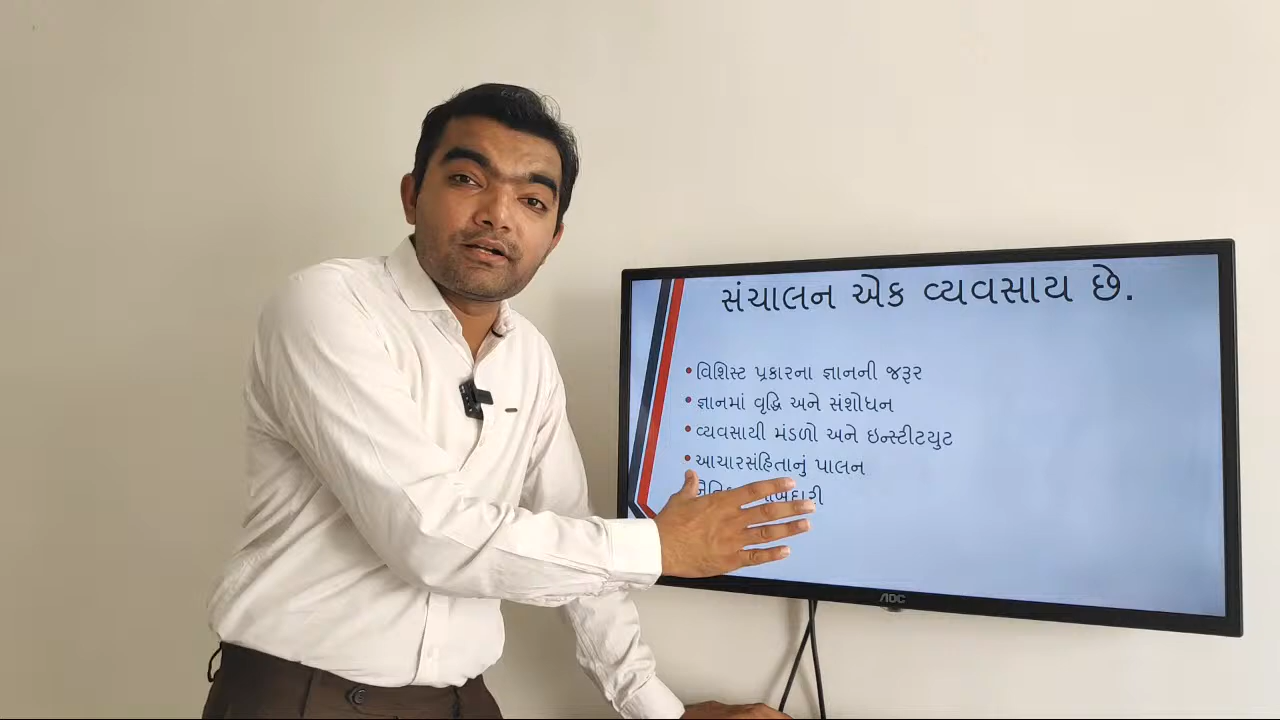 સંચાલન એક વ્યવસાય છે.
વિશિસ્ટ પ્રકારના જ્ઞાનની જરૂર
જ્ઞાનમાં વૃદ્ધિ અને સંશોધન
વ્યવસાયી મંડળો અને ઇન્સ્ટીટયુટ
આચારસંહિતાનું પાલન
AOC